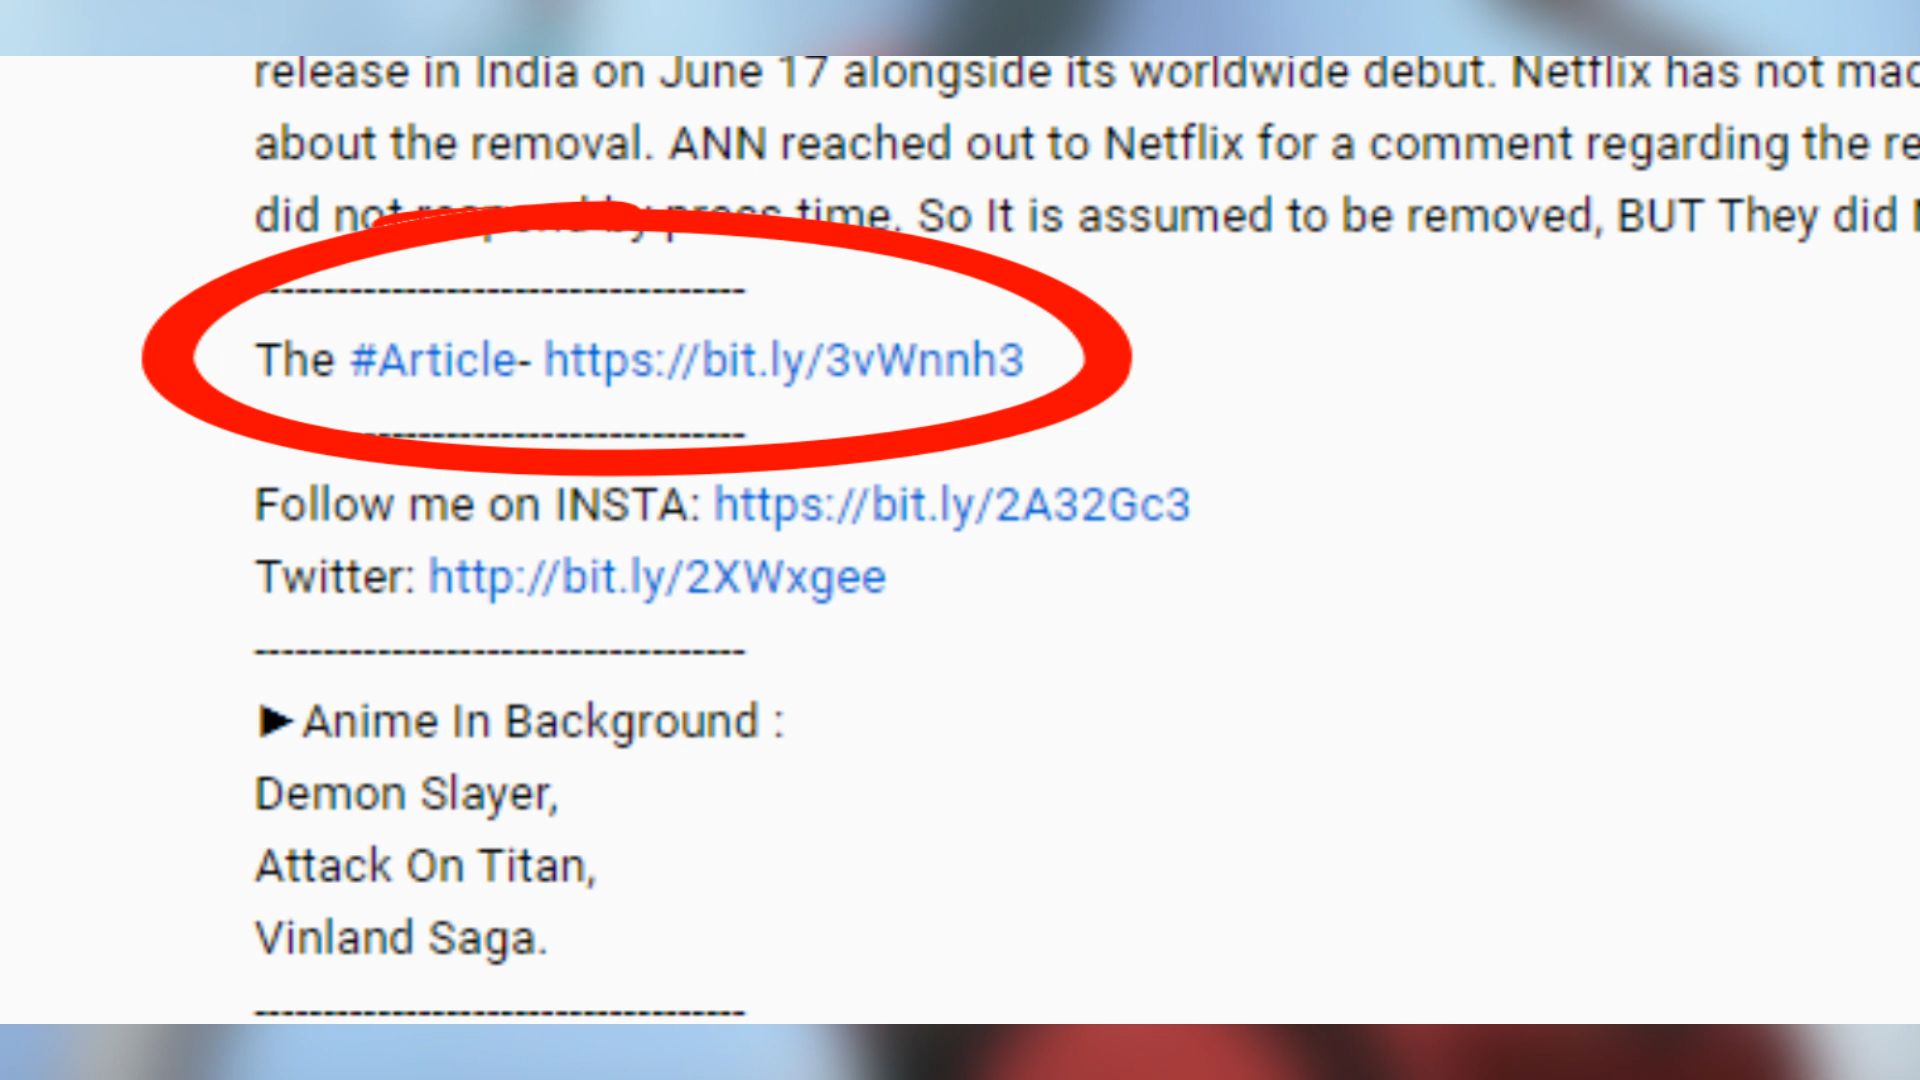 release in India on June 17 alongside its worldwide debut. Netflix has not
about the removal. ANN reached out to Netflix for a comment regarding the
did not respond by press time. So It is assumed to be removed, BUT They did
------------------------------------
The #Article- https://bit.ly/3vWnnh3
------------------------------------
Follow me on INSTA: https://bit.ly/2A32Gc3
Twitter: http://bit.ly/2XWxgee
------------------------------------
►Anime In Background :
Demon Slayer,
Attack On Titan,
Vinland Saga.
------------------------------------